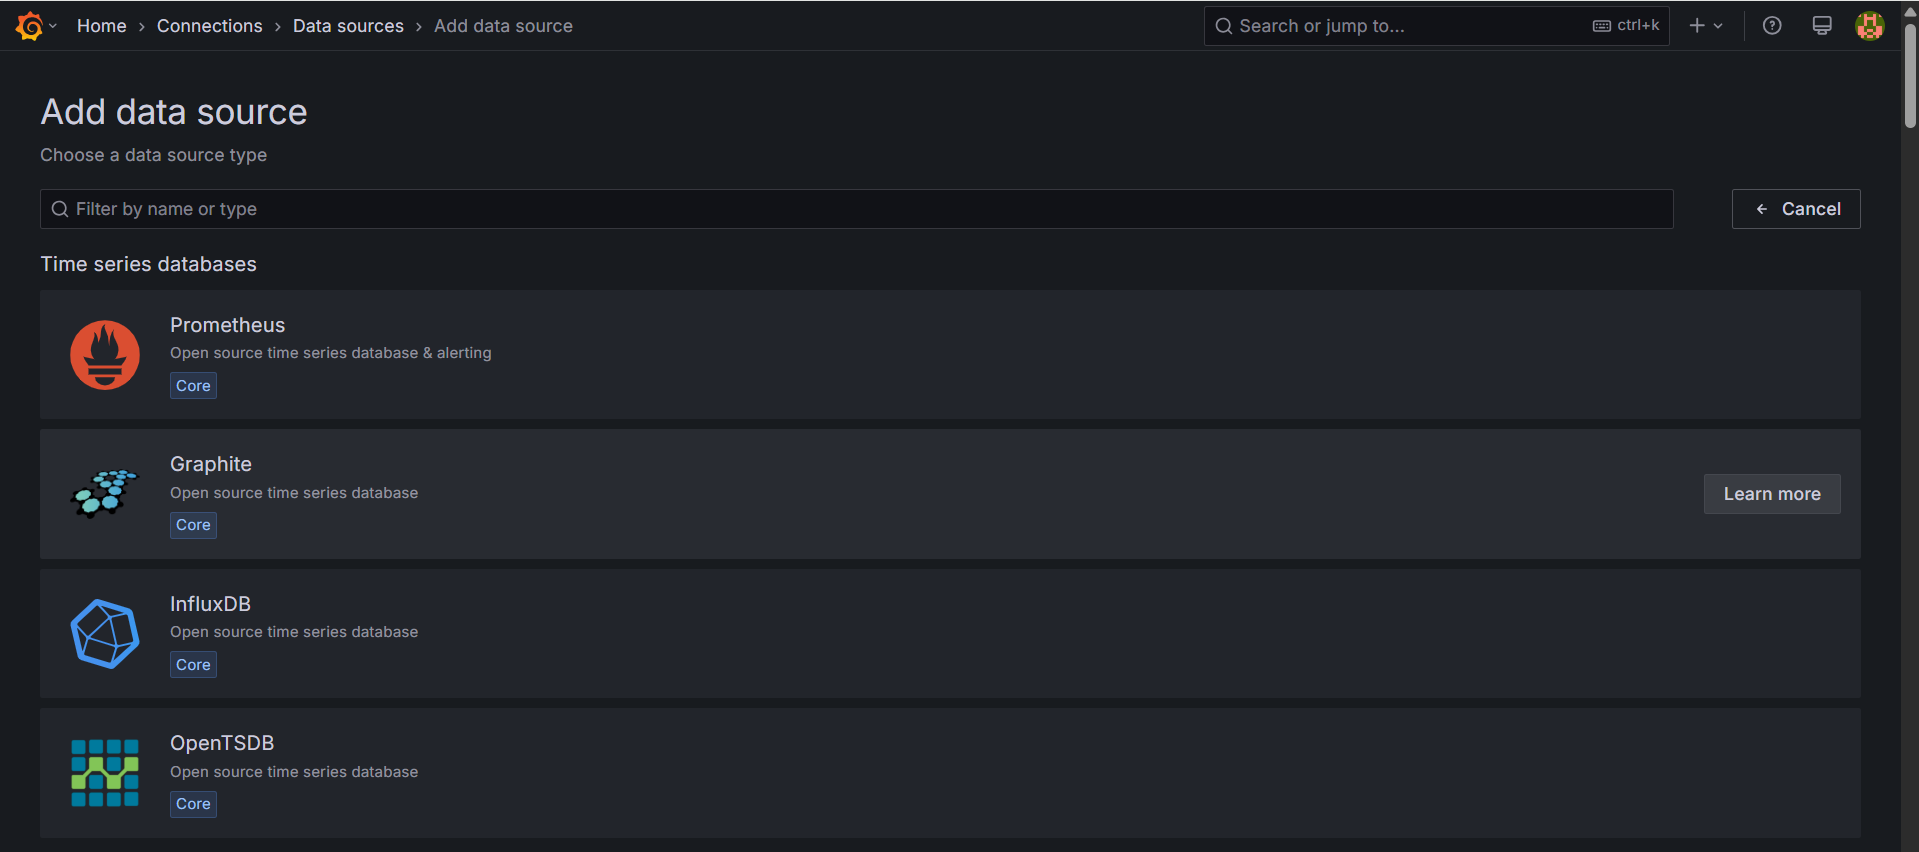 Home › Connections › Data sources › Add data source
Search or jump to... ctrl+k
Add data source
Choose a data source type
Filter by name or type
Cancel
Time series databases
Prometheus
Open source time series database & alerting
Core
Graphite
Open source time series database
Core
Learn more
InfluxDB
Open source time series database
Core
OpenTSDB
Open source time series database
Core